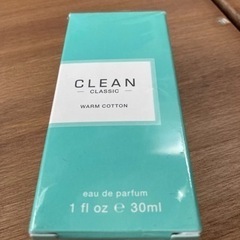 CLEAN
- CLASSIC -
WARM COTTON
eau de parfum
1 fl oz ℮ 30ml